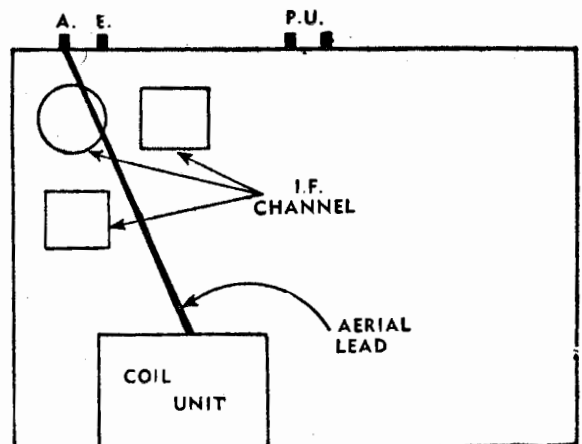 A. E. P.U.
I.F.
CHANNEL
AERIAL
LEAD
COIL
UNIT